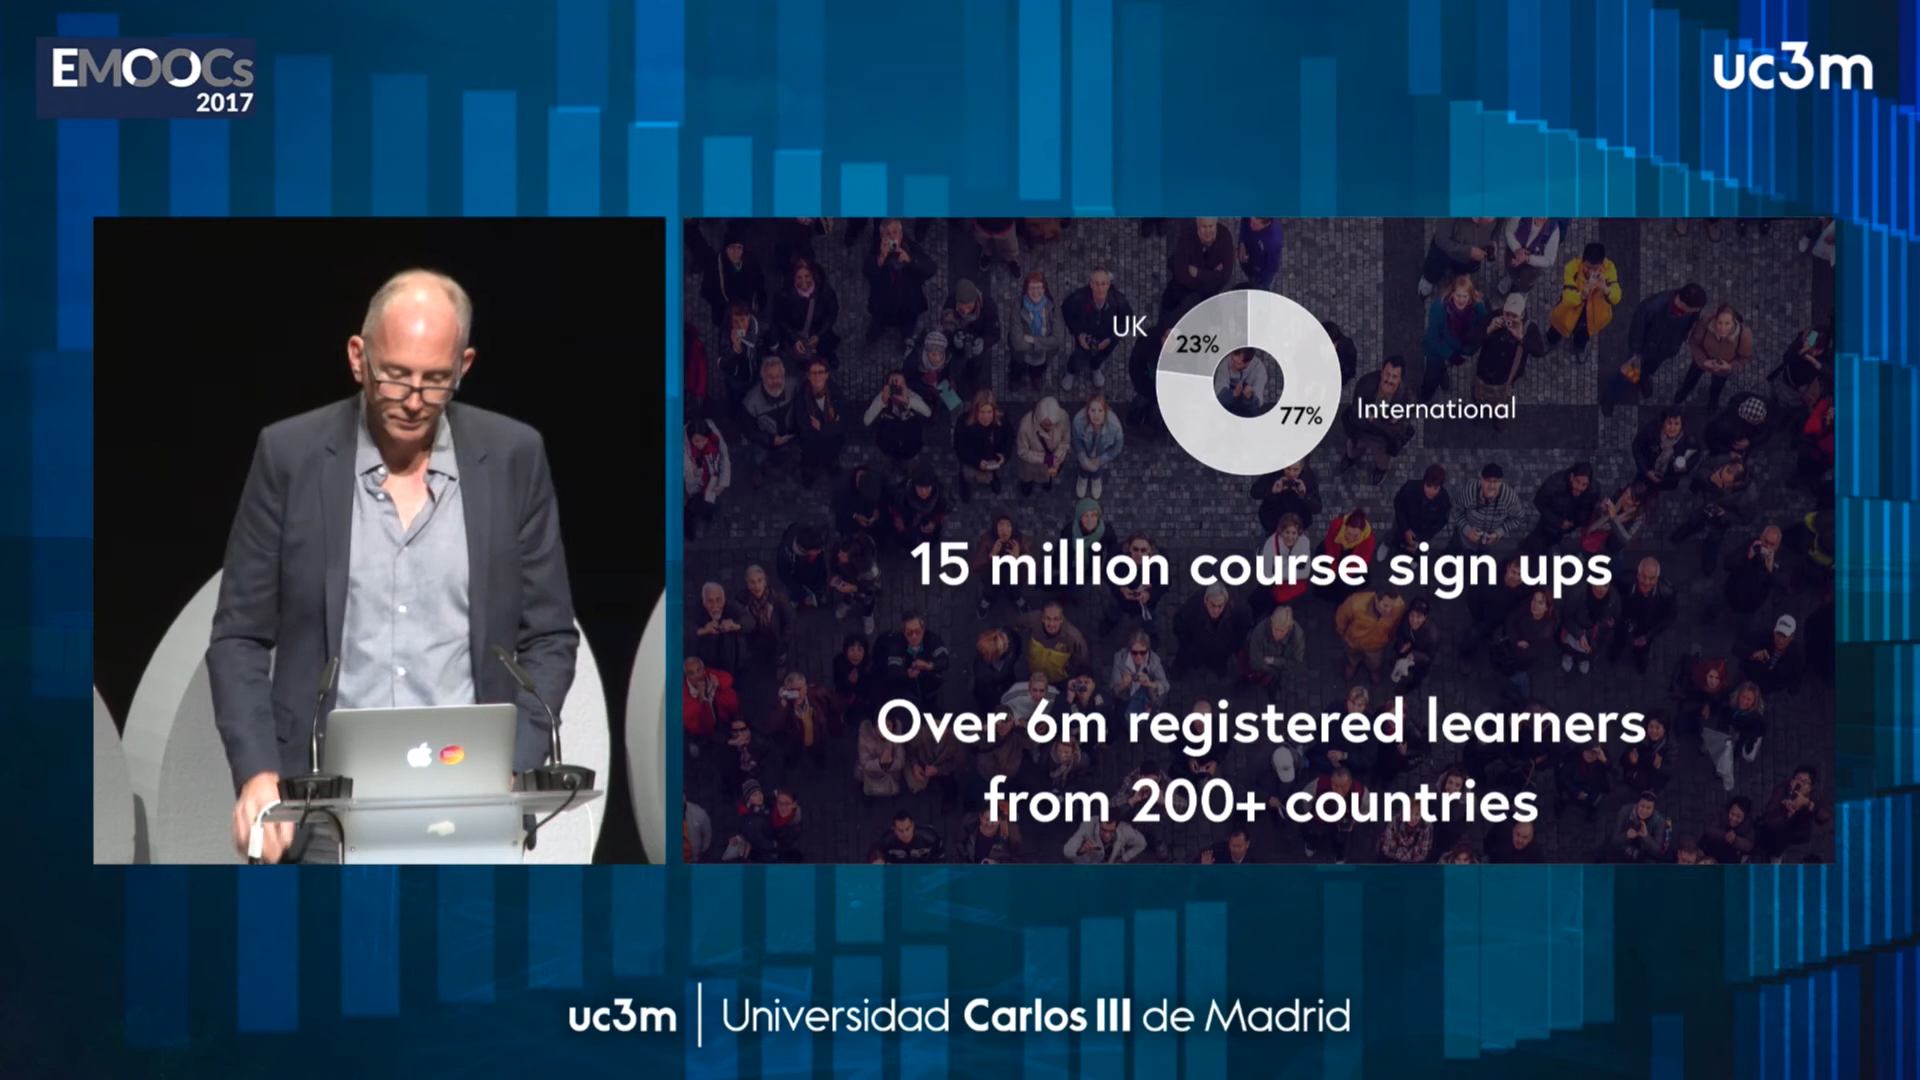 EMOOCs
2017
uc3m
UK
23%
77%
International
15 million course sign ups
Over 6m registered learners
from 200+ countries
uc3m | Universidad Carlos III de Madrid